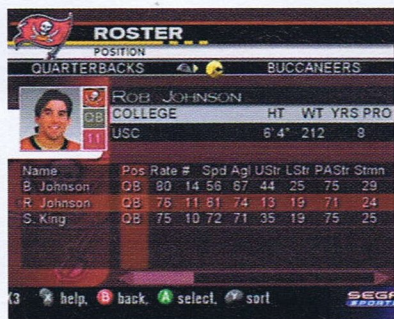 ROSTER
POSITION
QUARTERBACKS BUCCANEERS
ROB JOHNSON
QB COLLEGE HT WT YRS PRO
11 USC 6'4" 212 8
Name Pos Rate # Spd Agl UStr LStr PAStr Stmn
B. Johnson QB 80 14 56 67 44 25 75 29
R. Johnson QB 76 11 61 74 13 19 71 24
S. King QB 75 10 72 71 35 19 75 25
X3 help, B back, A select, Y sort SEGA
SPORTS